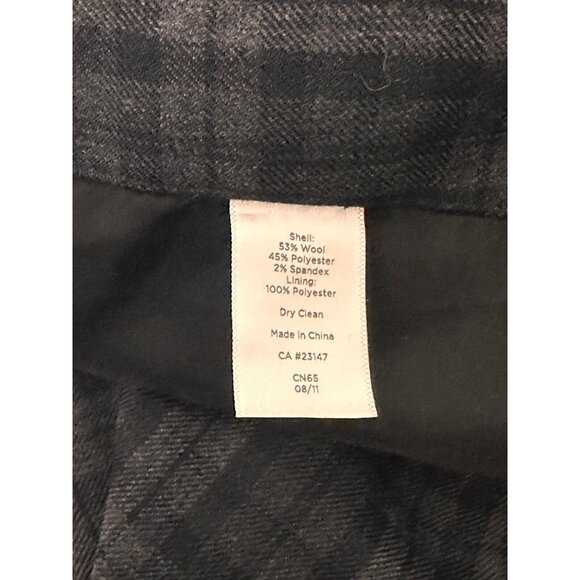 Shell:
53% Wool
45% Polyester
2% Spandex
Lining:
100% Polyester
Dry Clean
Made in China
CA #23147
CN65
08/11